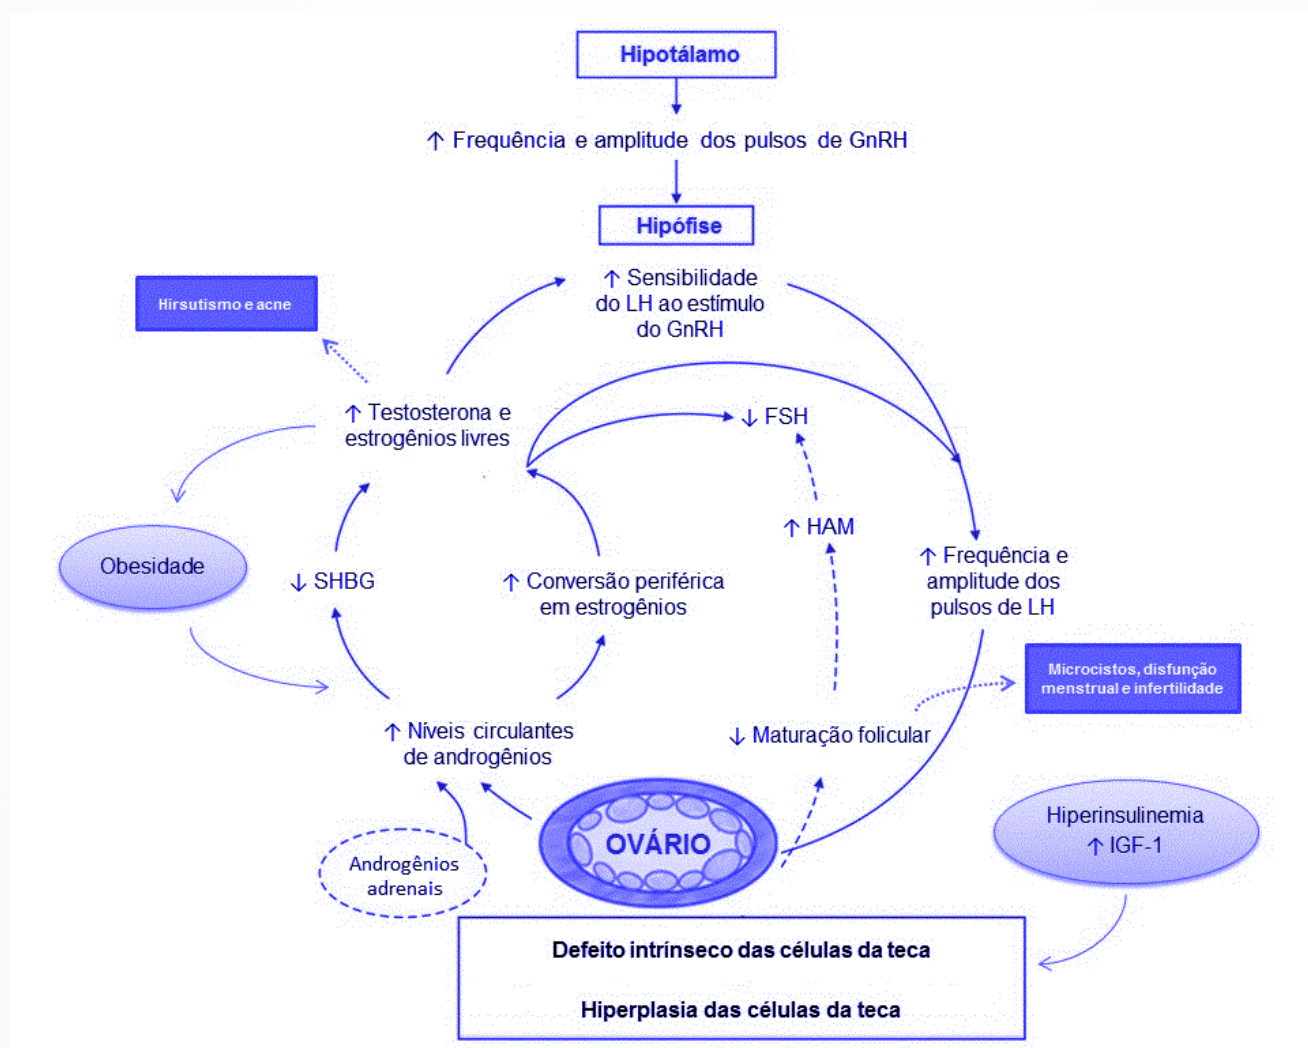 Hipotálamo
↑ Frequência e amplitude dos pulsos de GnRH
Hipófise
↑ Sensibilidade
do LH ao estímulo
do GnRH
Hirsutismo e acne
↑ Testosterona e
estrogênios livres
↓ FSH
↑ HAM
Obesidade
↓ SHBG
↑ Conversão periférica
em estrogênios
↑ Frequência e
amplitude dos
pulsos de LH
Microcistos, disfunção
menstrual e infertilidade
↑ Níveis circulantes
de androgênios
↓ Maturação folicular
Androgênios
adrenais
OVÁRIO
Hiperinsulinemia
↑ IGF-1
Defeito intrínseco das células da teca
Hiperplasia das células da teca